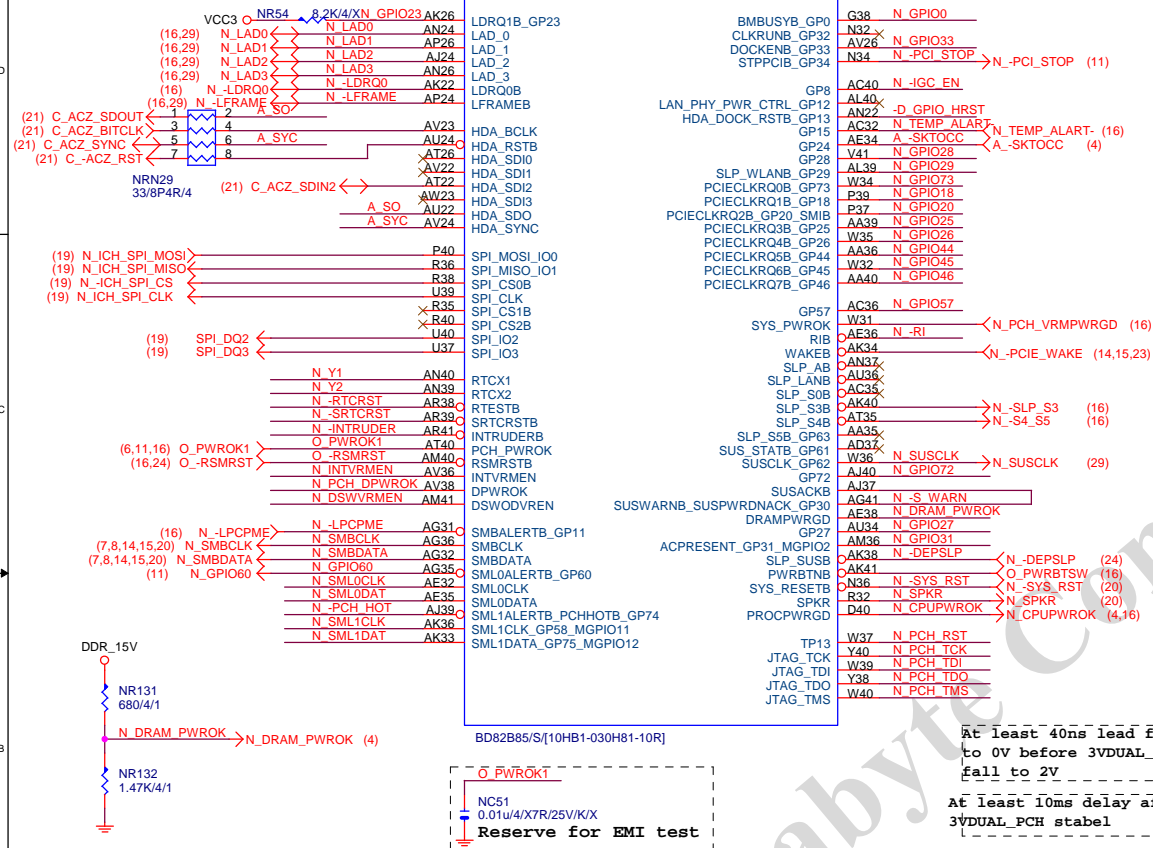 VCC3 NR54 8.2K/4/X N_GPIO23 AK26 LDRQ1B_GP23
(16,29) N_LAD0 N_LAD0 AN24 LAD_0
(16,29) N_LAD1 N_LAD1 AP26 LAD_1
(16,29) N_LAD2 N_LAD2 AJ24 LAD_2
(16,29) N_LAD3 N_LAD3 AN26 LAD_3
(16) N_-LDRQ0 N_-LDRQ0 AK22 LDRQ0B
(16,29) N_-LFRAME N_-LFRAME AP24 LFRAMEB
(21) C_ACZ_SDOUT 1 2 A_SO
(21) C_ACZ_BITCLK 3 4 AV23 HDA_BCLK
(21) C_ACZ_SYNC 5 6 A_SYC AU24 HDA_RSTB
(21) C_-ACZ_RST 7 8 AT26 HDA_SDI0
AV22 HDA_SDI1
NRN29
33/8P4R/4
(21) C_ACZ_SDIN2 AT22 HDA_SDI2
AW23 HDA_SDI3
A_SO AU22 HDA_SDO
A_SYC AV24 HDA_SYNC
(19) N_ICH_SPI_MOSI P40 SPI_MOSI_IO0
(19) N_ICH_SPI_MISO R36 SPI_MISO_IO1
(19) N_-ICH_SPI_CS R38 SPI_CS0B
(19) N_ICH_SPI_CLK U39 SPI_CLK
R35 SPI_CS1B
R40 SPI_CS2B
(19) SPI_DQ2 U40 SPI_IO2
(19) SPI_DQ3 U37 SPI_IO3
N_Y1 AN40 RTCX1
N_Y2 AN39 RTCX2
N_-RTCRST AR38 RTESTB
N_-SRTCRST AR39 SRTCRSTB
N_-INTRUDER AR41 INTRUDERB
(6,11,16) O_PWROK1 O_PWROK1 AT40 PCH_PWROK
(16,24) O_-RSMRST O_-RSMRST AM40 RSMRSTB
N_INTVRMEN AV36 INTVRMEN
N_PCH_DPWROK AV38 DPWROK
N_DSWVRMEN AM41 DSWODVREN
(16) N_-LPCPME N_-LPCPME AG31 SMBALERTB_GP11
(7,8,14,15,20) N_SMBCLK N_SMBCLK AG36 SMBCLK
(7,8,14,15,20) N_SMBDATA N_SMBDATA AG32 SMBDATA
(11) N_GPIO60 N_GPIO60 AG35 SML0ALERTB_GP60
N_SML0CLK AE32 SML0CLK
N_SML0DAT AE35 SML0DATA
N_-PCH_HOT AJ39 SML1ALERTB_PCHHOTB_GP74
N_SML1CLK AK36 SML1CLK_GP58_MGPIO11
N_SML1DAT AK33 SML1DATA_GP75_MGPIO12
BMBUSYB_GP0 G38 N_GPIO0
CLKRUNB_GP32 N32
DOCKENB_GP33 AV26 N_GPIO33
STPPCIB_GP34 N34 N_-PCI_STOP N_-PCI_STOP (11)
GP8 AC40 N_-IGC_EN
LAN_PHY_PWR_CTRL_GP12 AL40
HDA_DOCK_RSTB_GP13 AN22 -D_GPIO_HRST
GP15 AC32 N_TEMP_ALART- N_TEMP_ALART- (16)
GP24 AE34 A_-SKTOCC A_-SKTOCC (4)
GP28 V41 N_GPIO28
SLP_WLANB_GP29 AL39 N_GPIO29
PCIECLKRQ0B_GP73 W34 N_GPIO73
PCIECLKRQ1B_GP18 P39 N_GPIO18
PCIECLKRQ2B_GP20_SMIB P37 N_GPIO20
PCIECLKRQ3B_GP25 AA39 N_GPIO25
PCIECLKRQ4B_GP26 W35 N_GPIO26
PCIECLKRQ5B_GP44 AA36 N_GPIO44
PCIECLKRQ6B_GP45 W32 N_GPIO45
PCIECLKRQ7B_GP46 AA40 N_GPIO46
GP57 AC36 N_GPIO57
SYS_PWROK W31 N_PCH_VRMPWRGD (16)
RIB AE36 N_-RI
WAKEB AK34 N_-PCIE_WAKE (14,15,23)
SLP_AB AN37
SLP_LANB AU36
SLP_S0B AC35
SLP_S3B AK40 N_-SLP_S3 (16)
SLP_S4B AT35 N_-S4_S5 (16)
SLP_S5B_GP63 AA35
SUS_STATB_GP61 AD37
SUSCLK_GP62 W36 N_SUSCLK N_SUSCLK (29)
GP72 AJ40 N_GPIO72
SUSACKB AJ37
SUSWARNB_SUSPWRDNACK_GP30 AG41 N_-S_WARN
DRAMPWRGD AE38 N_DRAM_PWROK
GP27 AU34 N_GPIO27
ACPRESENT_GP31_MGPIO2 AM36 N_GPIO31
SLP_SUSB AK38 N_-DEPSLP N_-DEPSLP (24)
PWRBTNB AK41 O_PWRBTSW (16)
SYS_RESETB N36 N_-SYS_RST N_-SYS_RST (20)
SPKR R32 N_SPKR N_SPKR (20)
PROCPWRGD D40 N_CPUPWROK N_CPUPWROK (4,16)
TP13 W37 N_PCH_RST
JTAG_TCK Y40 N_PCH_TCK
JTAG_TDI W39 N_PCH_TDI
JTAG_TDO Y38 N_PCH_TDO
JTAG_TMS W40 N_PCH_TMS
BD82B85/S/[10HB1-030H81-10R]
DDR_15V
NR131
680/4/1
N_DRAM_PWROK N_DRAM_PWROK (4)
NR132
1.47K/4/1
O_PWROK1
NC51
0.01u/4/X7R/25V/K/X
Reserve for EMI test
At least 40ns lead f
to 0V before 3VDUAL_
fall to 2V
At least 10ms delay a
3VDUAL_PCH stabel
D
C
B
abyte Con